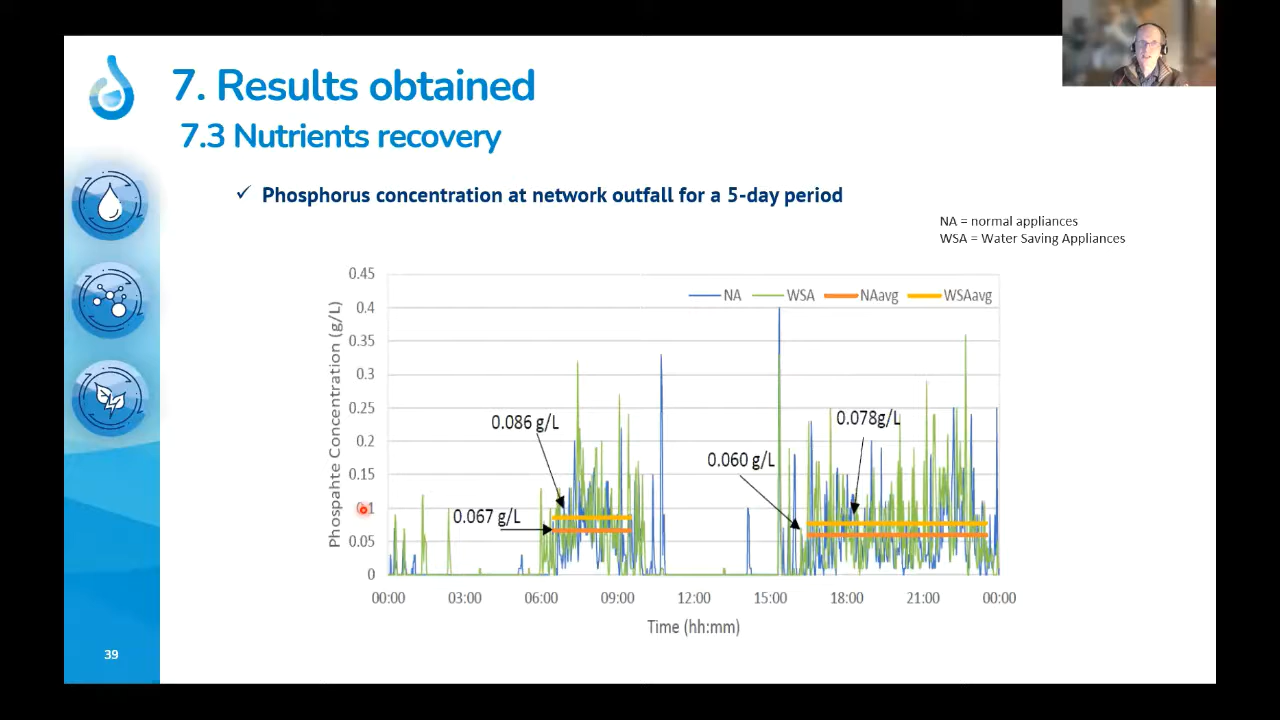 7. Results obtained
7.3 Nutrients recovery
✓ Phosphorus concentration at network outfall for a 5-day period
NA = normal appliances
WSA = Water Saving Appliances
Phospahte Concentration (g/L)
0.45
0.4
0.35
0.3
0.25
0.2
0.15
0.1
0.05
0
NA WSA NAavg WSAavg
0.086 g/L
0.067 g/L
0.060 g/L
0.078g/L
00:00 03:00 06:00 09:00 12:00 15:00 18:00 21:00 00:00
Time (hh:mm)
39